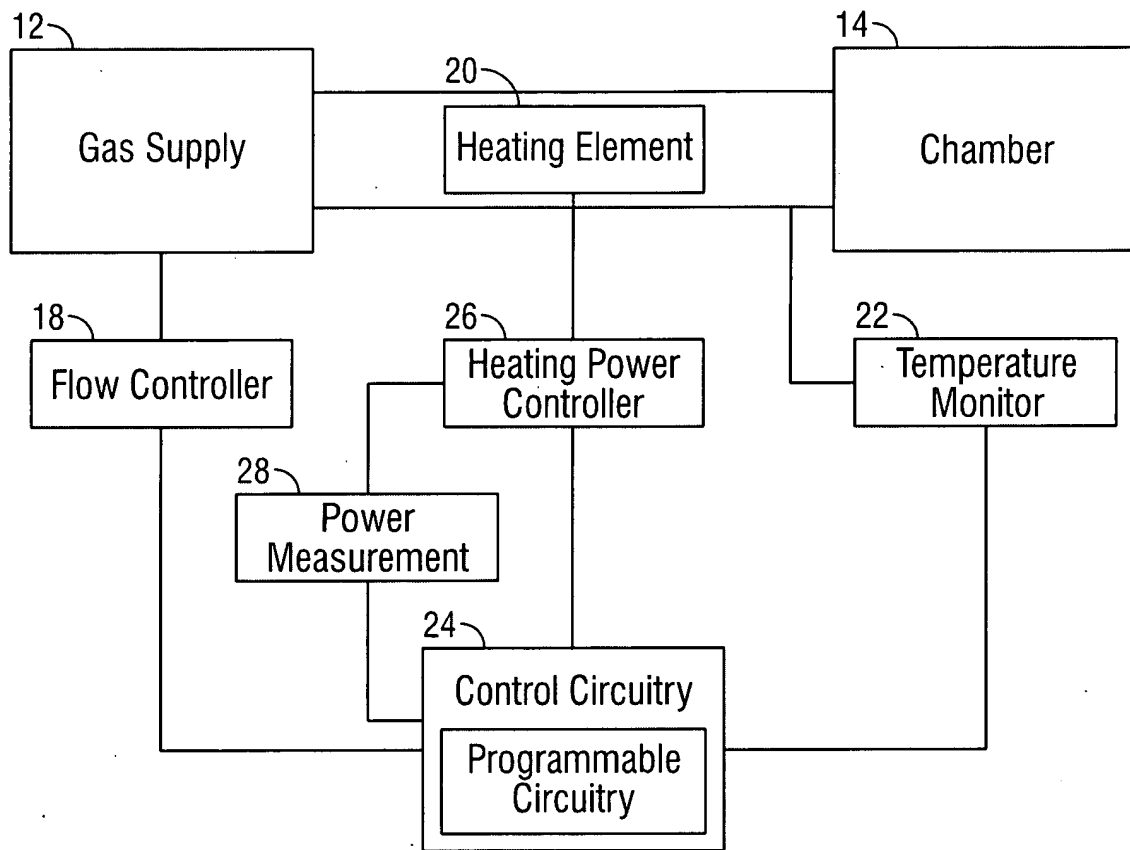 12
14
20
Gas Supply
Heating Element
Chamber
18
26
22
Flow Controller
Heating Power
Controller
Temperature
Monitor
28
Power
Measurement
24
Control Circuitry
Programmable
Circuitry